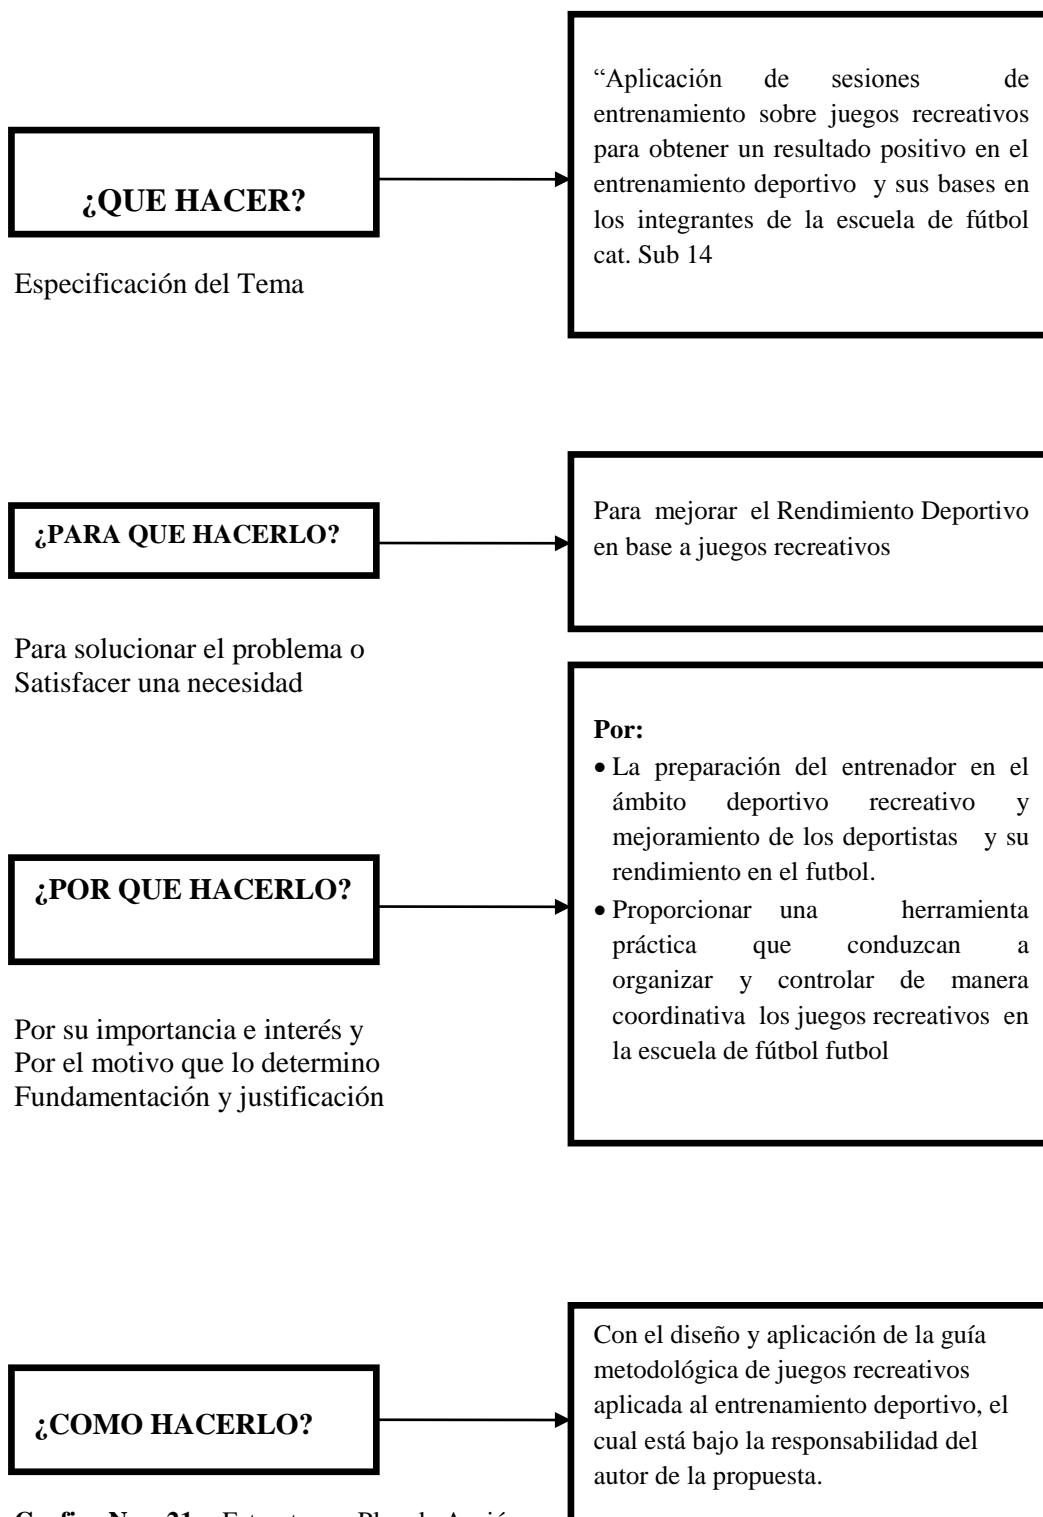 ¿QUE HACER?
Especificación del Tema
“Aplicación de sesiones de
entrenamiento sobre juegos recreativos
para obtener un resultado positivo en el
entrenamiento deportivo y sus bases en
los integrantes de la escuela de fútbol
cat. Sub 14
¿PARA QUE HACERLO?
Para solucionar el problema o
Satisfacer una necesidad
Para mejorar el Rendimiento Deportivo
en base a juegos recreativos
¿POR QUE HACERLO?
Por su importancia e interés y
Por el motivo que lo determino
Fundamentación y justificación
Por:
• La preparación del entrenador en el
ámbito deportivo recreativo y
mejoramiento de los deportistas y su
rendimiento en el futbol.
• Proporcionar una herramienta
práctica que conduzcan a
organizar y controlar de manera
coordinativa los juegos recreativos en
la escuela de fútbol futbol
¿COMO HACERLO?
Con el diseño y aplicación de la guía
metodológica de juegos recreativos
aplicada al entrenamiento deportivo, el
cual está bajo la responsabilidad del
autor de la propuesta.